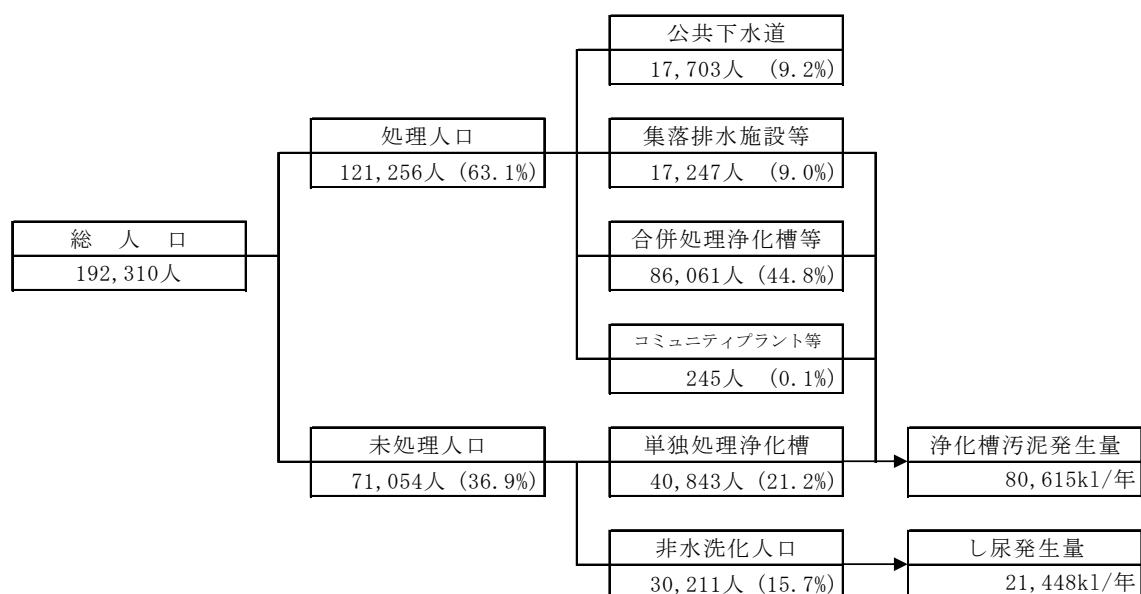 公共下水道
17,703人 (9.2%)
処理人口
121,256人 (63.1%)
集落排水施設等
17,247人 (9.0%)
総 人 口
192,310人
合併処理浄化槽等
86,061人 (44.8%)
コミュニティプラント等
245人 (0.1%)
未処理人口
71,054人 (36.9%)
単独処理浄化槽
40,843人 (21.2%)
浄化槽汚泥発生量
80,615kl/年
非水洗化人口
30,211人 (15.7%)
し尿発生量
21,448kl/年